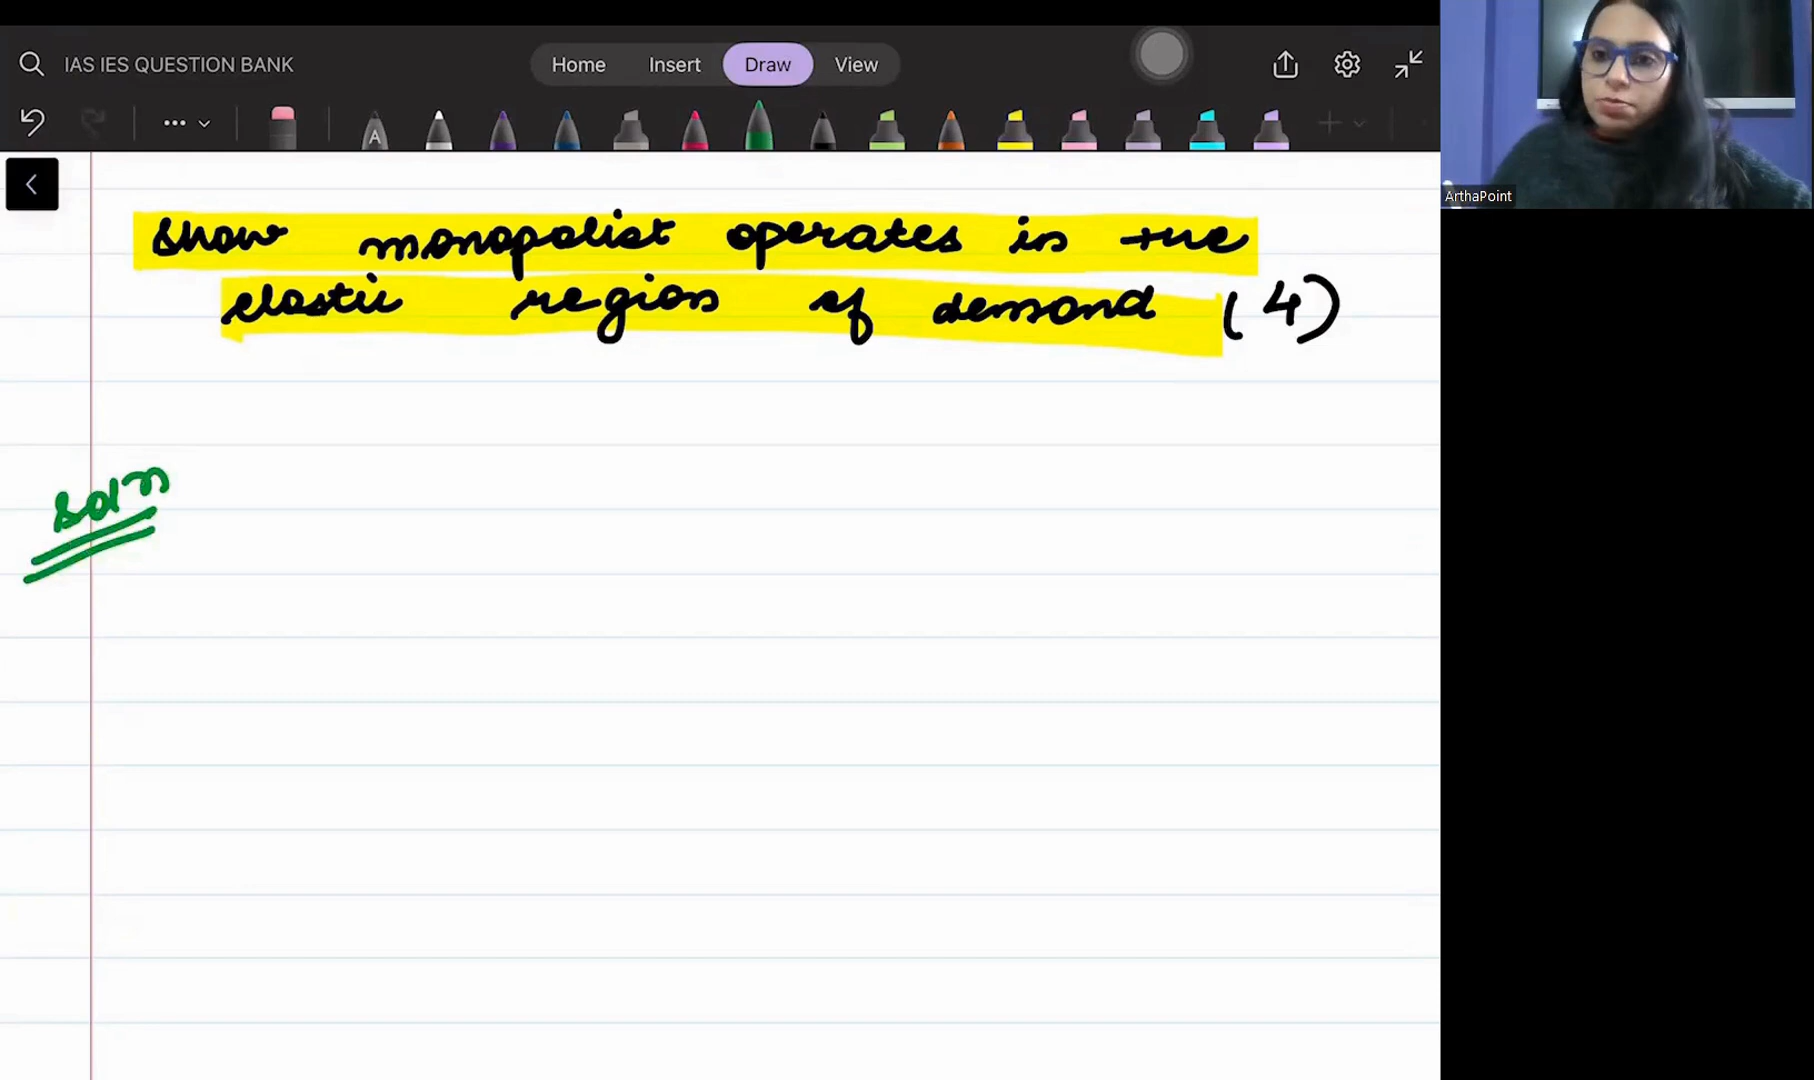 IAS IES QUESTION BANK
Home Insert Draw View
A
ArthaPoint
Show monopolist operates in the
elastic region of demand (4)
Soln